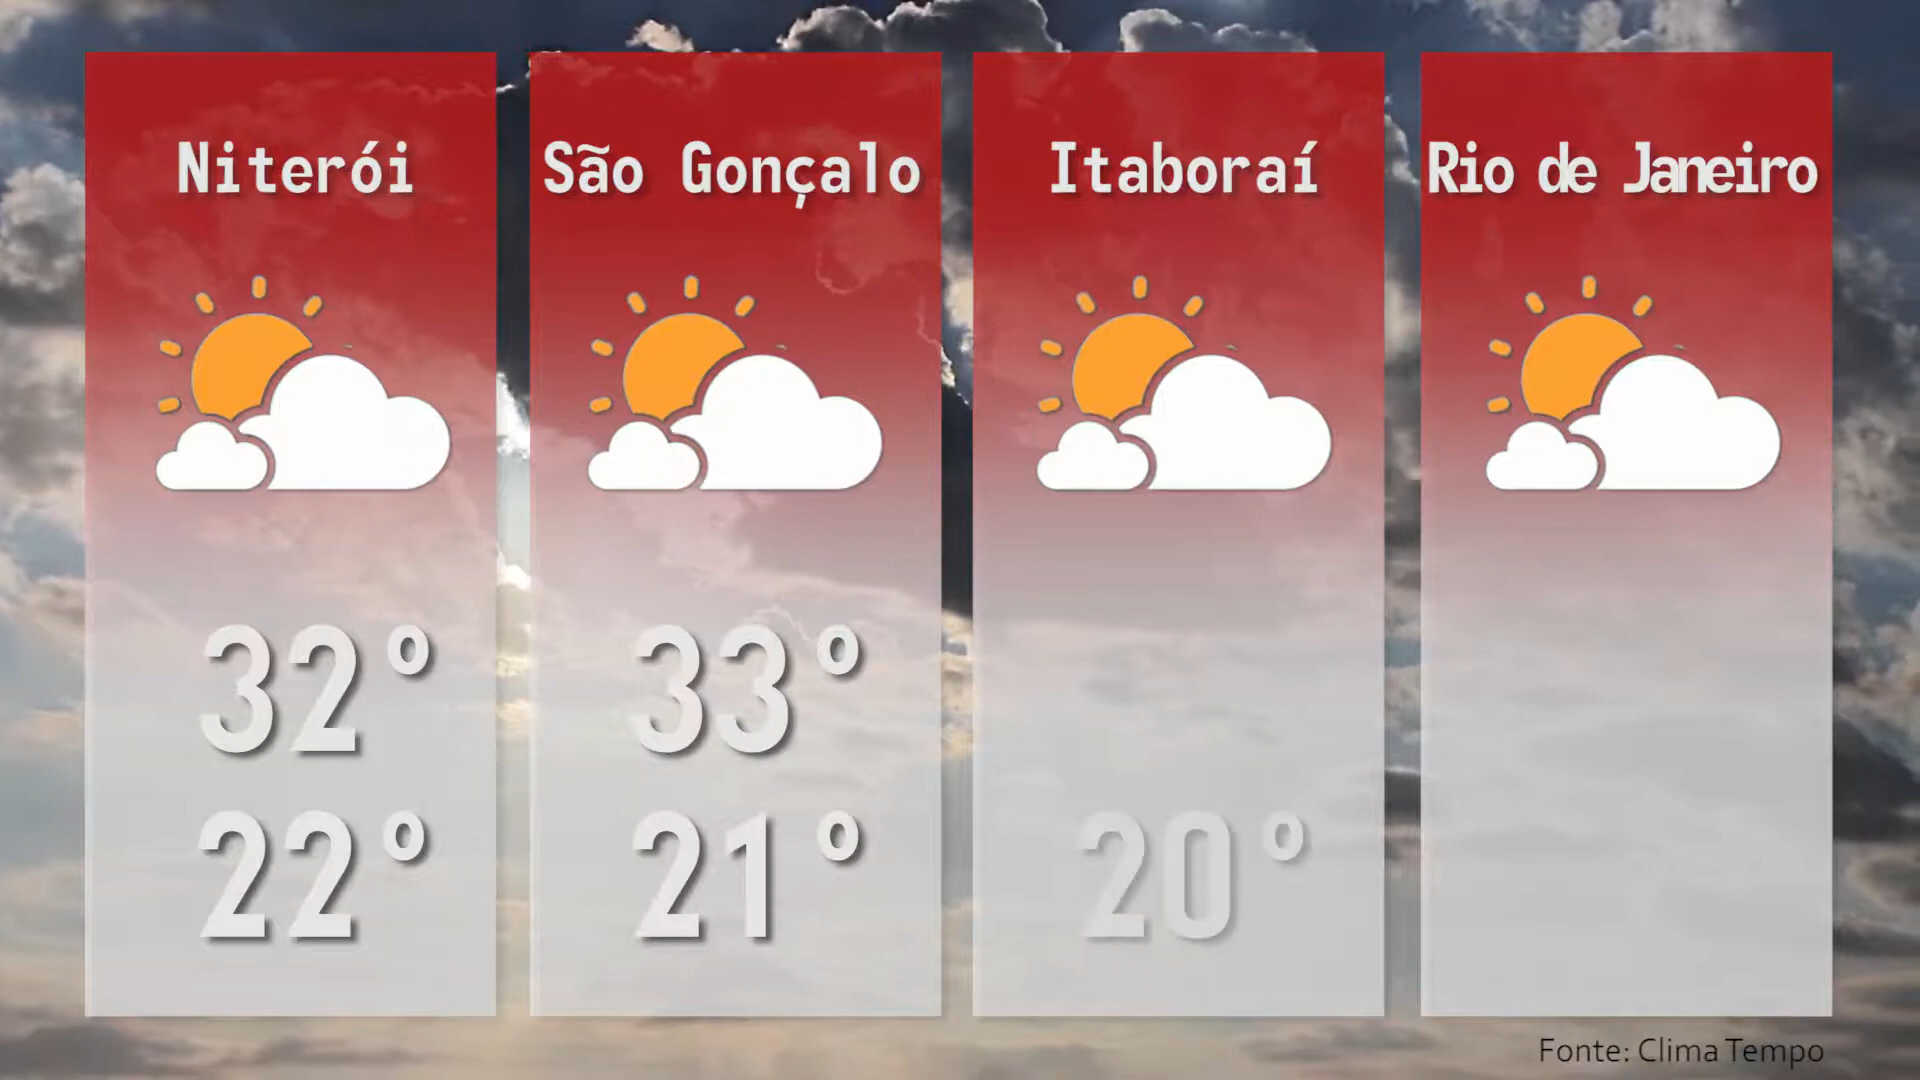 Niterói
32°
22°
São Gonçalo
33°
21°
Itaboraí
20°
Rio de Janeiro
Fonte: Clima Tempo